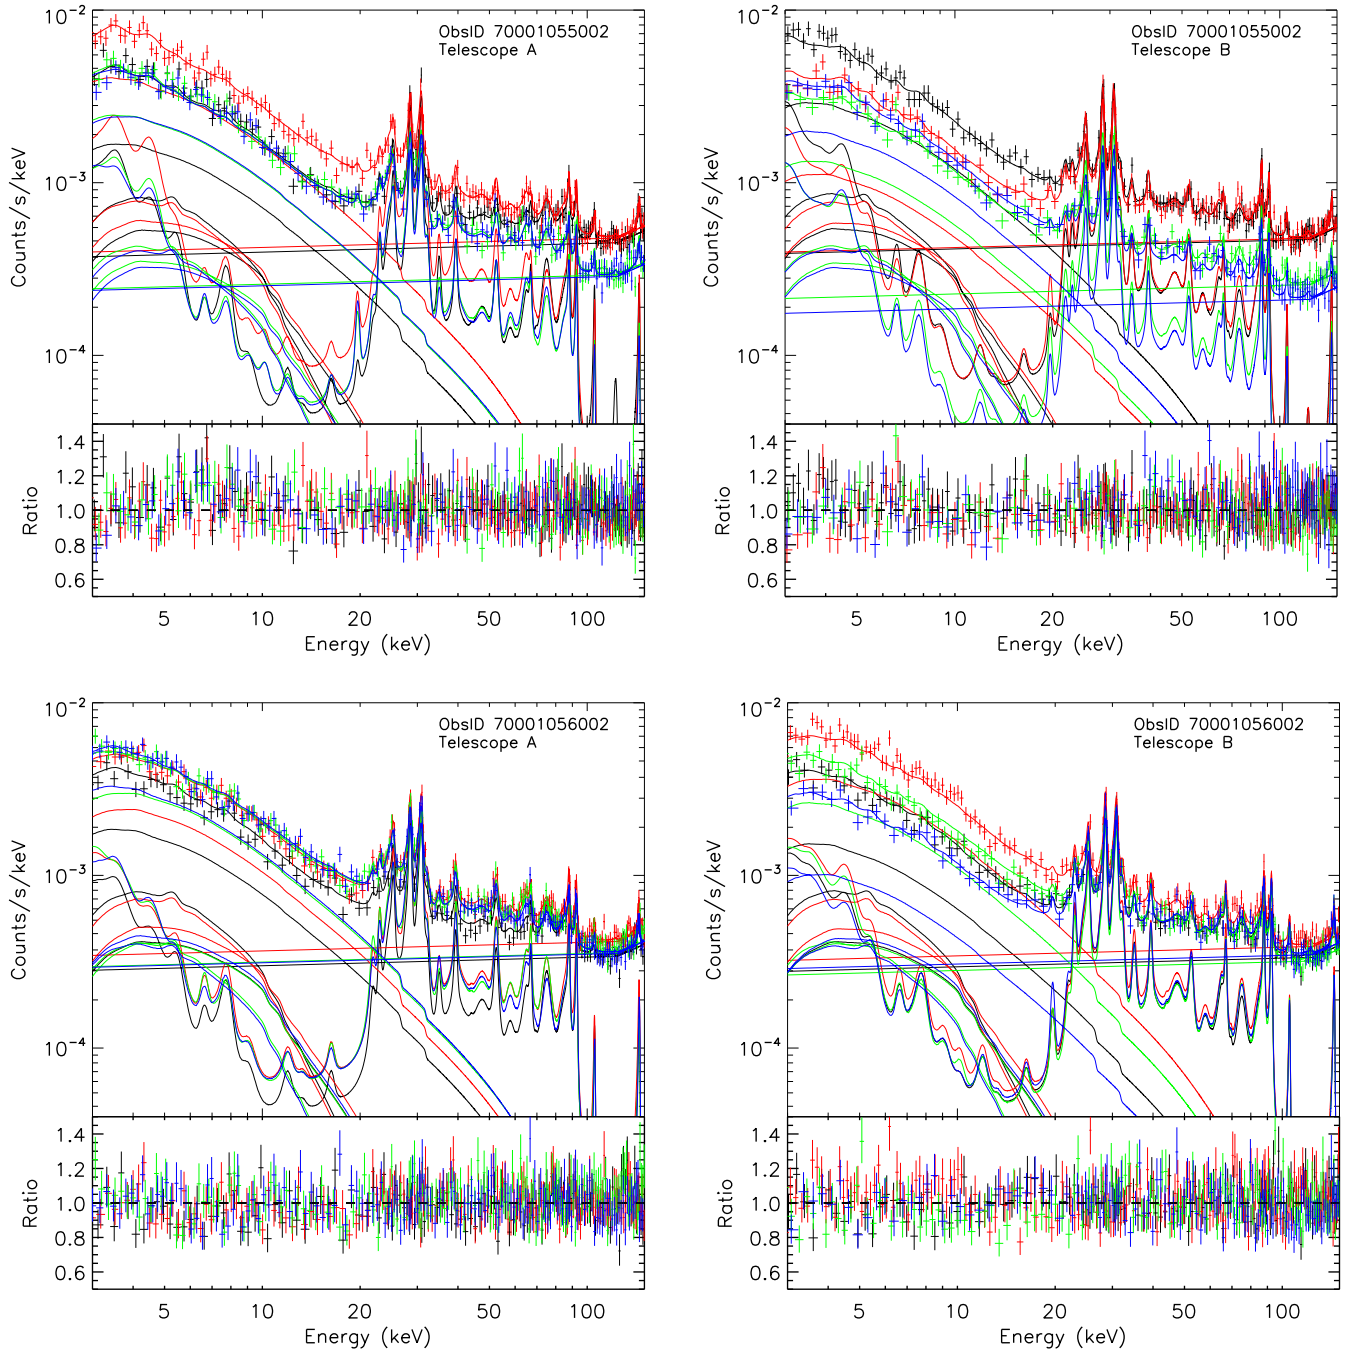 10⁻²
10⁻³
10⁻⁴
Counts/s/keV
ObsID 70001055002
Telescope A
1.4
1.2
1.0
0.8
0.6
Ratio
5 10 20 50 100
Energy (keV)
10⁻²
10⁻³
10⁻⁴
Counts/s/keV
ObsID 70001055002
Telescope B
1.4
1.2
1.0
0.8
0.6
Ratio
5 10 20 50 100
Energy (keV)
10⁻²
10⁻³
10⁻⁴
Counts/s/keV
ObsID 70001056002
Telescope A
1.4
1.2
1.0
0.8
0.6
Ratio
5 10 20 50 100
Energy (keV)
10⁻²
10⁻³
10⁻⁴
Counts/s/keV
ObsID 70001056002
Telescope B
1.4
1.2
1.0
0.8
0.6
Ratio
5 10 20 50 100
Energy (keV)